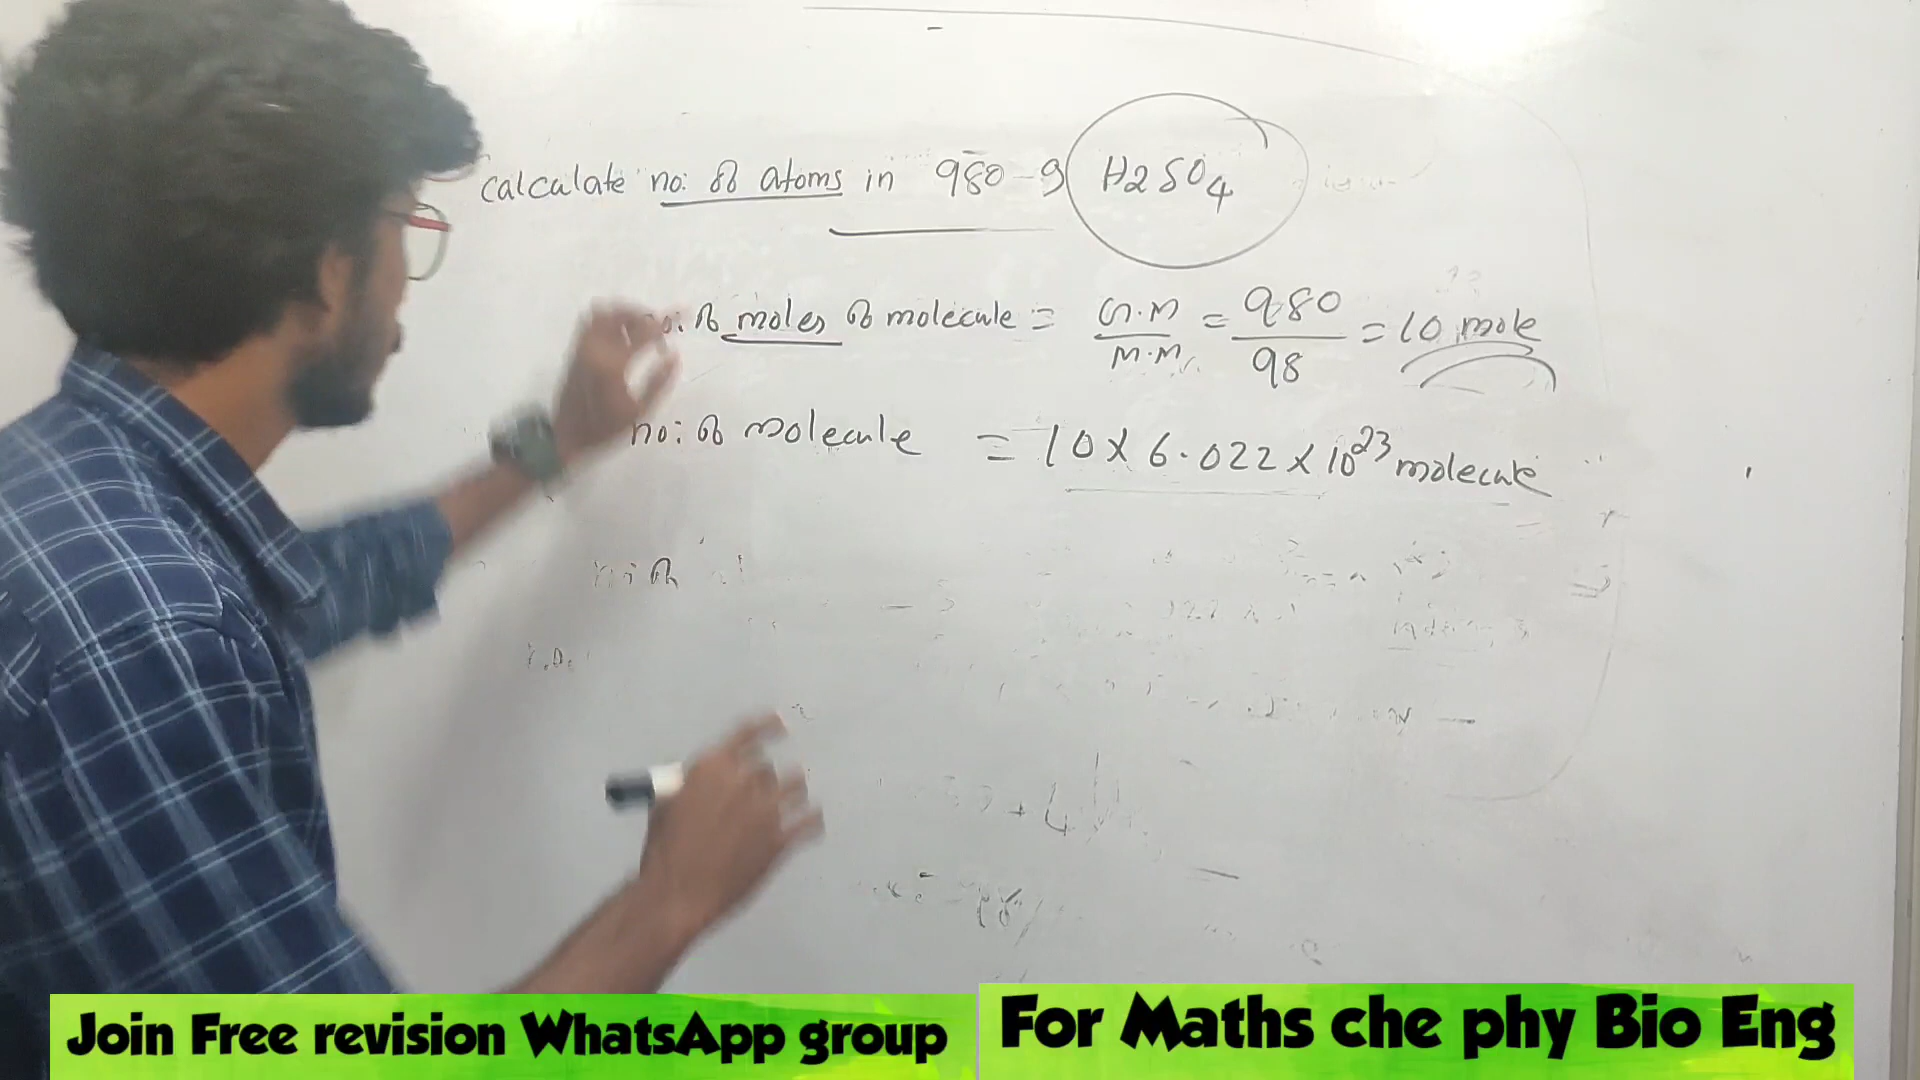 calculate no: of atoms in 980 g H2SO4
no: of moles of molecule = G.M/M.M = 980/98 = 10 mole
no: of molecule = 10 x 6.022 x 10^23 molecule
Join Free revision WhatsApp group
For Maths che phy Bio Eng